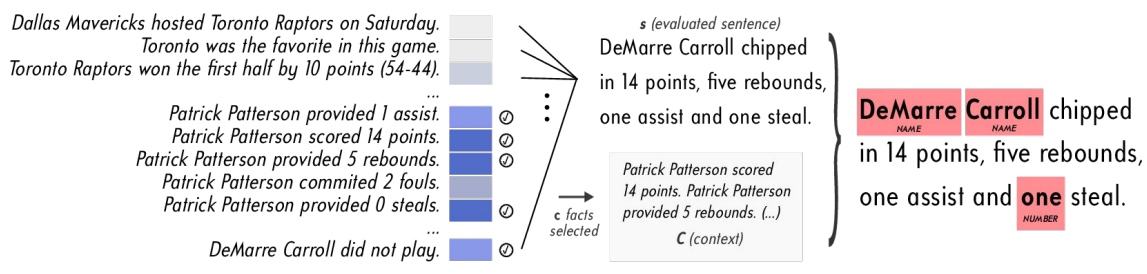 Dallas Mavericks hosted Toronto Raptors on Saturday.
Toronto was the favorite in this game.
Toronto Raptors won the first half by 10 points (54-44).
...
Patrick Patterson provided 1 assist.
Patrick Patterson scored 14 points.
Patrick Patterson provided 5 rebounds.
Patrick Patterson commited 2 fouls.
Patrick Patterson provided 0 steals.
...
DeMarre Carroll did not play.
s (evaluated sentence)
DeMarre Carroll chipped
in 14 points, five rebounds,
one assist and one steal.
c facts
selected
Patrick Patterson scored
14 points. Patrick Patterson
provided 5 rebounds. (...)
C (context)
DeMarre Carroll chipped
NAME NAME
in 14 points, five rebounds,
one assist and one steal.
NUMBER